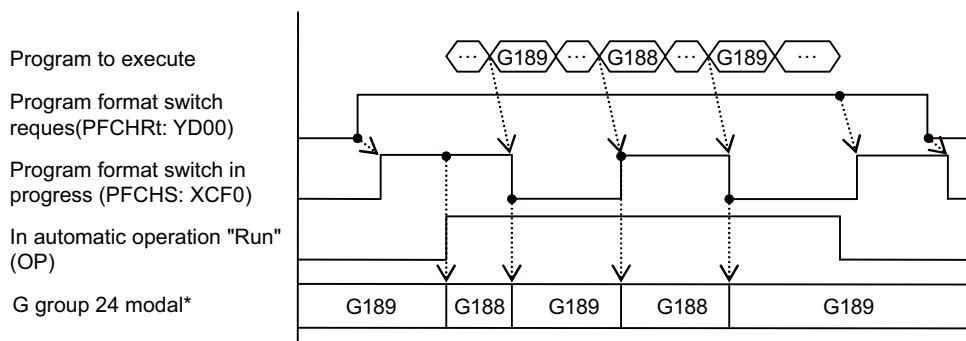 Program to execute
… G189 … G188 … G189 …
Program format switch
reques(PFCHRt: YD00)
Program format switch in
progress (PFCHS: XCF0)
In automatic operation "Run"
(OP)
G group 24 modal*
G189 G188 G189 G188 G189